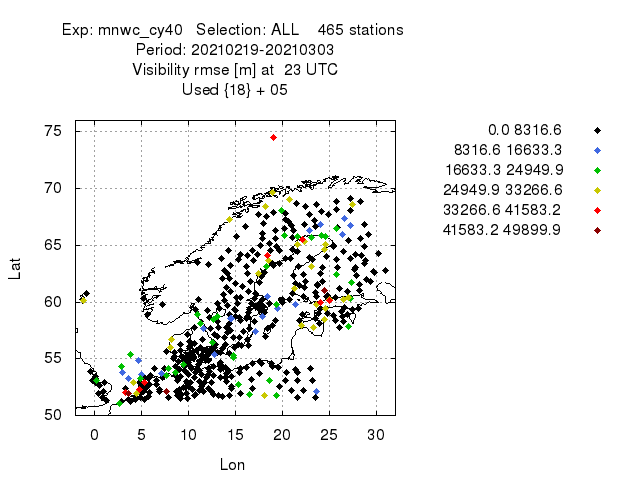 Exp: mnwc_cy40 Selection: ALL 465 stations
Period: 20210219-20210303
Visibility rmse [m] at 23 UTC
Used {18} + 05
0.0 8316.6
8316.6 16633.3
16633.3 24949.9
24949.9 33266.6
33266.6 41583.2
41583.2 49899.9
75
70
65
60
55
50
Lat
0 5 10 15 20 25 30
Lon